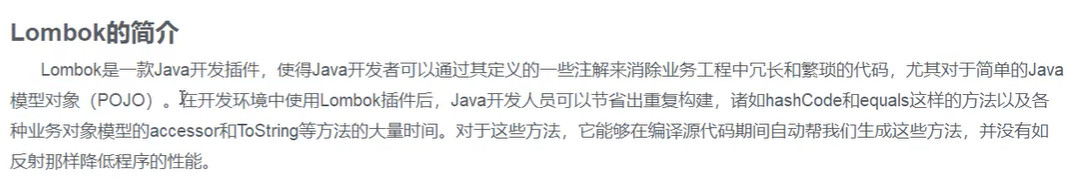 Lombok的简介
Lombok是一款Java开发插件，使得Java开发者可以通过其定义的一些注解来消除业务工程中冗长和繁琐的代码，尤其对于简单的Java
模型对象（POJO）。在开发环境中使用Lombok插件后，Java开发人员可以节省出重复构建，诸如hashCode和equals这样的方法以及各
种业务对象模型的accessor和ToString等方法的大量时间。对于这些方法，它能够在编译源代码期间自动帮我们生成这些方法，并没有如
反射那样降低程序的性能。